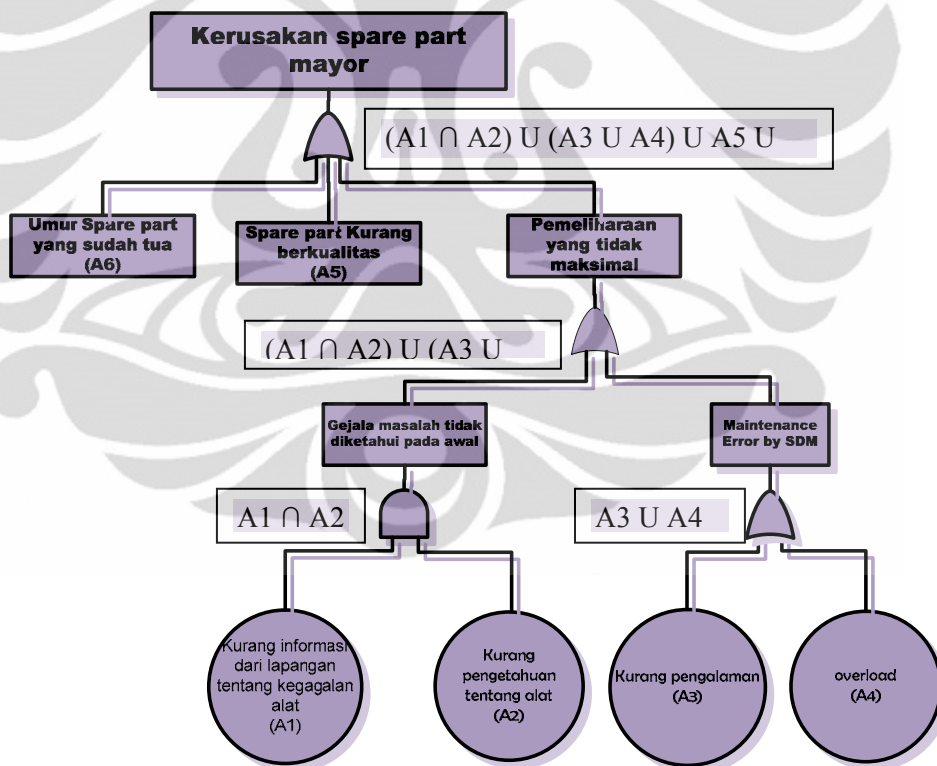 Kerusakan spare part
mayor
(A1 ∩ A2) U (A3 U A4) U A5 U
Umur Spare part
yang sudah tua
(A6)
Spare part Kurang
berkualitas
(A5)
Pemeliharaan
yang tidak
maksimal
(A1 ∩ A2) U (A3 U
Gejala masalah tidak
diketahui pada awal
Maintenance
Error by SDM
A1 ∩ A2
A3 U A4
Kurang informasi
dari lapangan
tentang kegagalan
alat
(A1)
Kurang
pengetahuan
tentang alat
(A2)
Kurang pengalaman
(A3)
overload
(A4)